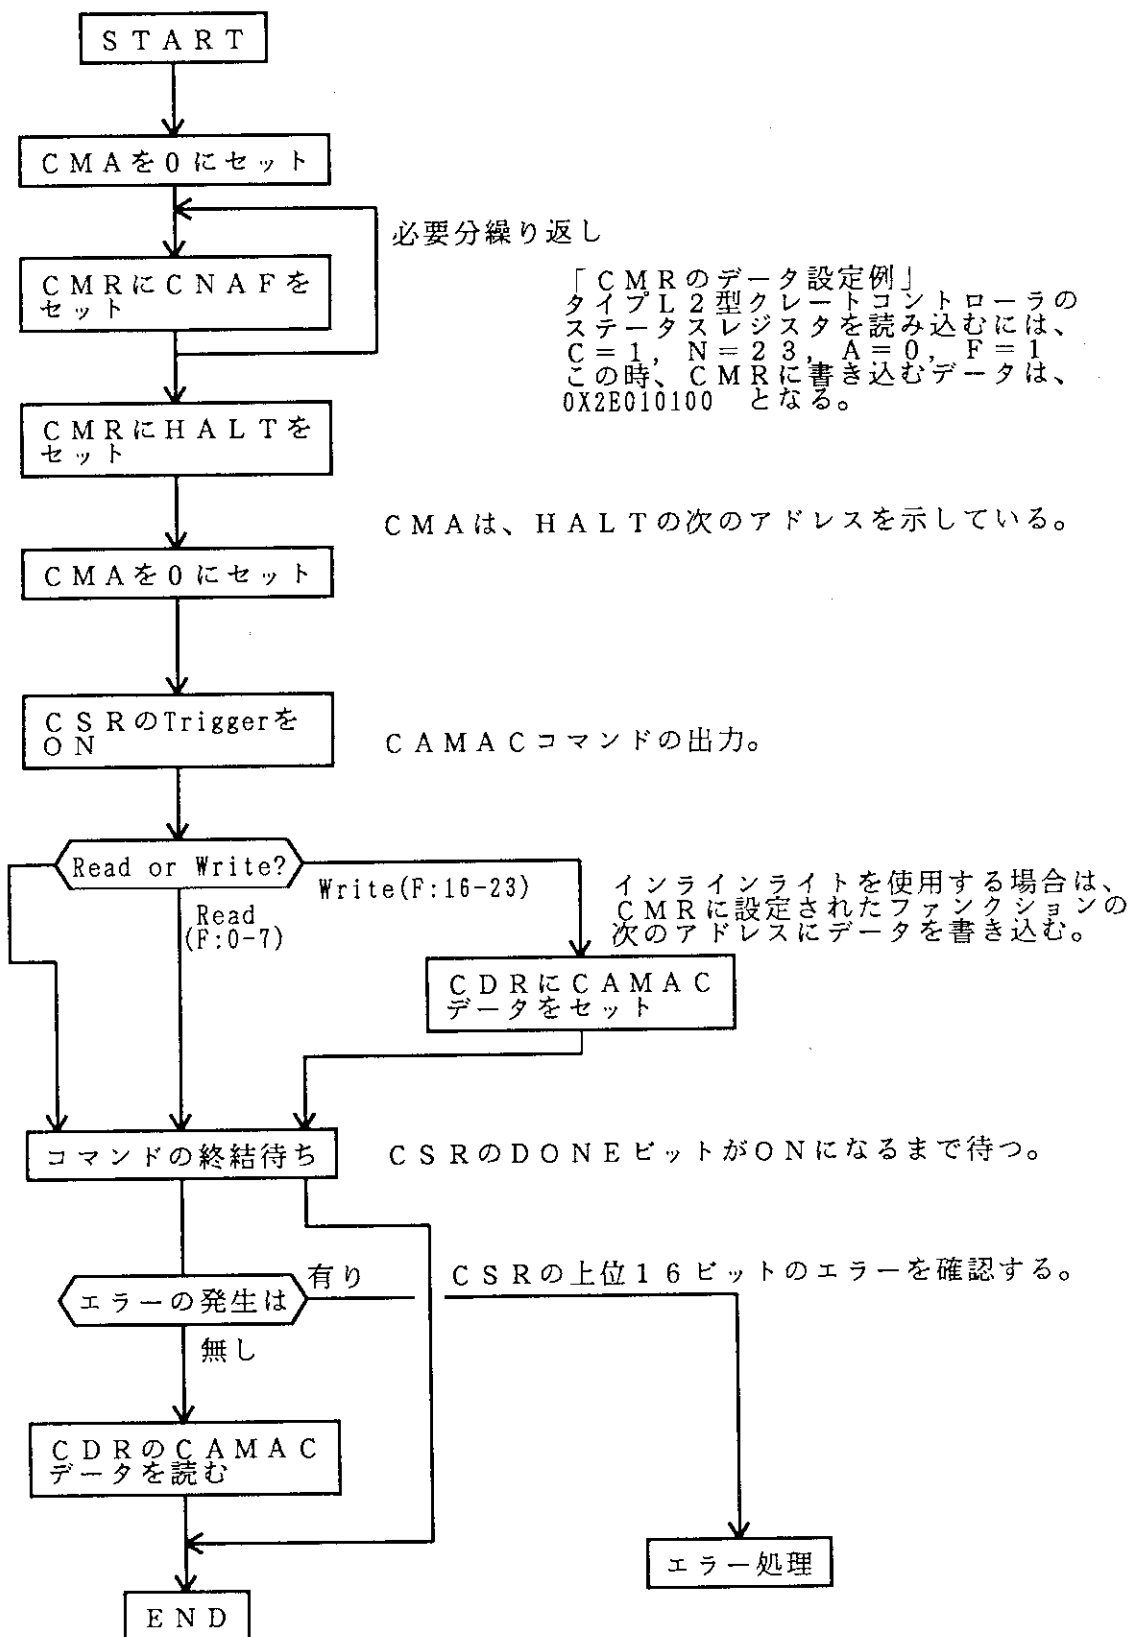 START
CMAを0にセット
必要分繰り返し
CMRにCNAFを
セット
「CMRのデータ設定例」
タイプL2型クレートコントローラの
ステータスレジスタを読み込むには、
C=1, N=23, A=0, F=1
この時、CMRに書き込むデータは、
0X2E010100 となる。
CMRにHALTを
セット
CMAは、HALTの次のアドレスを示している。
CMAを0にセット
CSRのTriggerを
ON
CAMACコマンドの出力。
Read or Write?
Write(F:16-23)
Read
(F:0-7)
インラインライトを使用する場合は、
CMRに設定されたファンクションの
次のアドレスにデータを書き込む。
CDRにCAMAC
データをセット
コマンドの終結待ち
CSRのDONEビットがONになるまで待つ。
有り
CSRの上位16ビットのエラーを確認する。
エラーの発生は
無し
CDRのCAMAC
データを読む
エラー処理
END